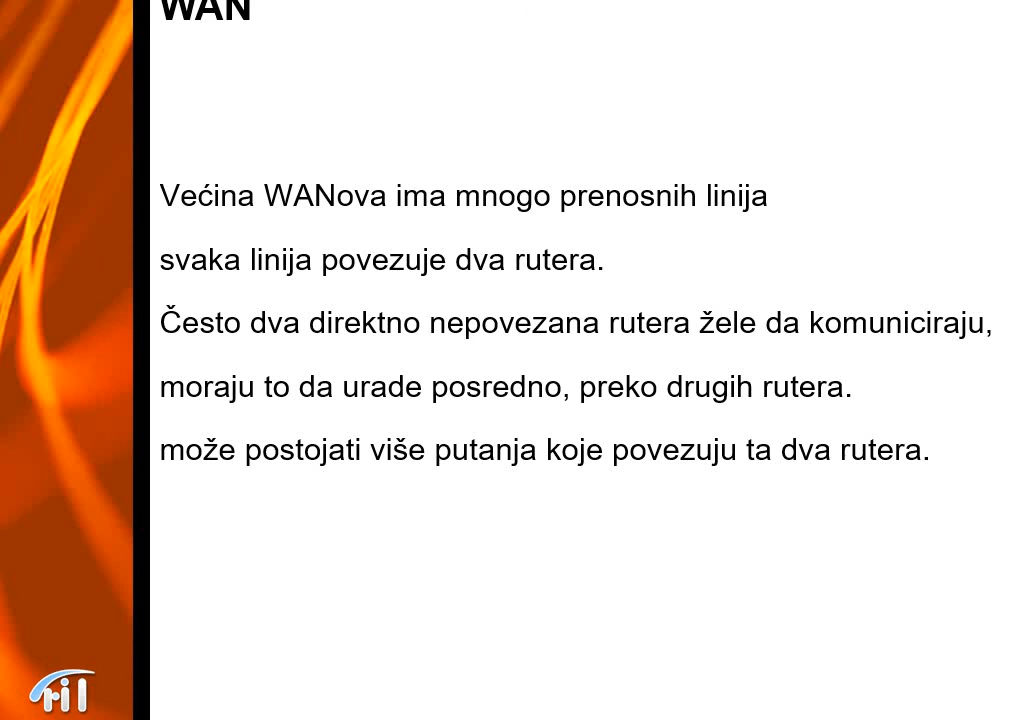 WAN
Većina WANova ima mnogo prenosnih linija
svaka linija povezuje dva rutera.
Često dva direktno nepovezana rutera žele da komuniciraju,
moraju to da urade posredno, preko drugih rutera.
može postojati više putanja koje povezuju ta dva rutera.
ril